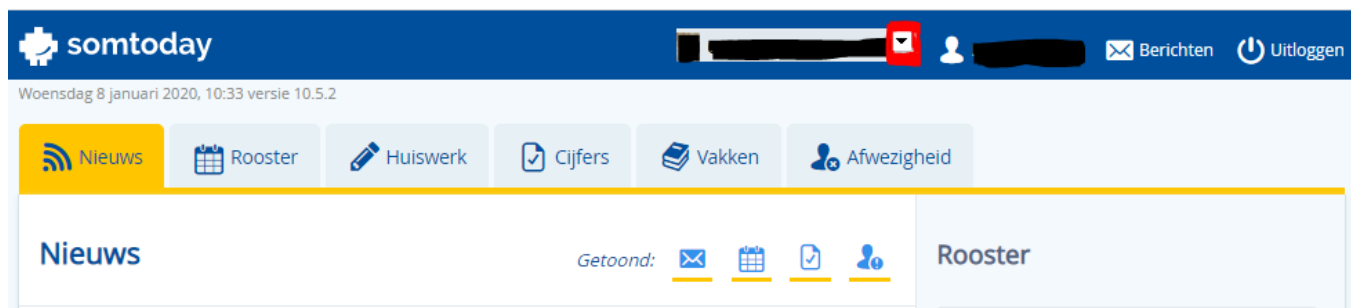 somtoday
Berichten Uitloggen
Woensdag 8 januari 2020, 10:33 versie 10.5.2
Nieuws Rooster Huiswerk Cijfers Vakken Afwezigheid
Nieuws Getoond: Rooster